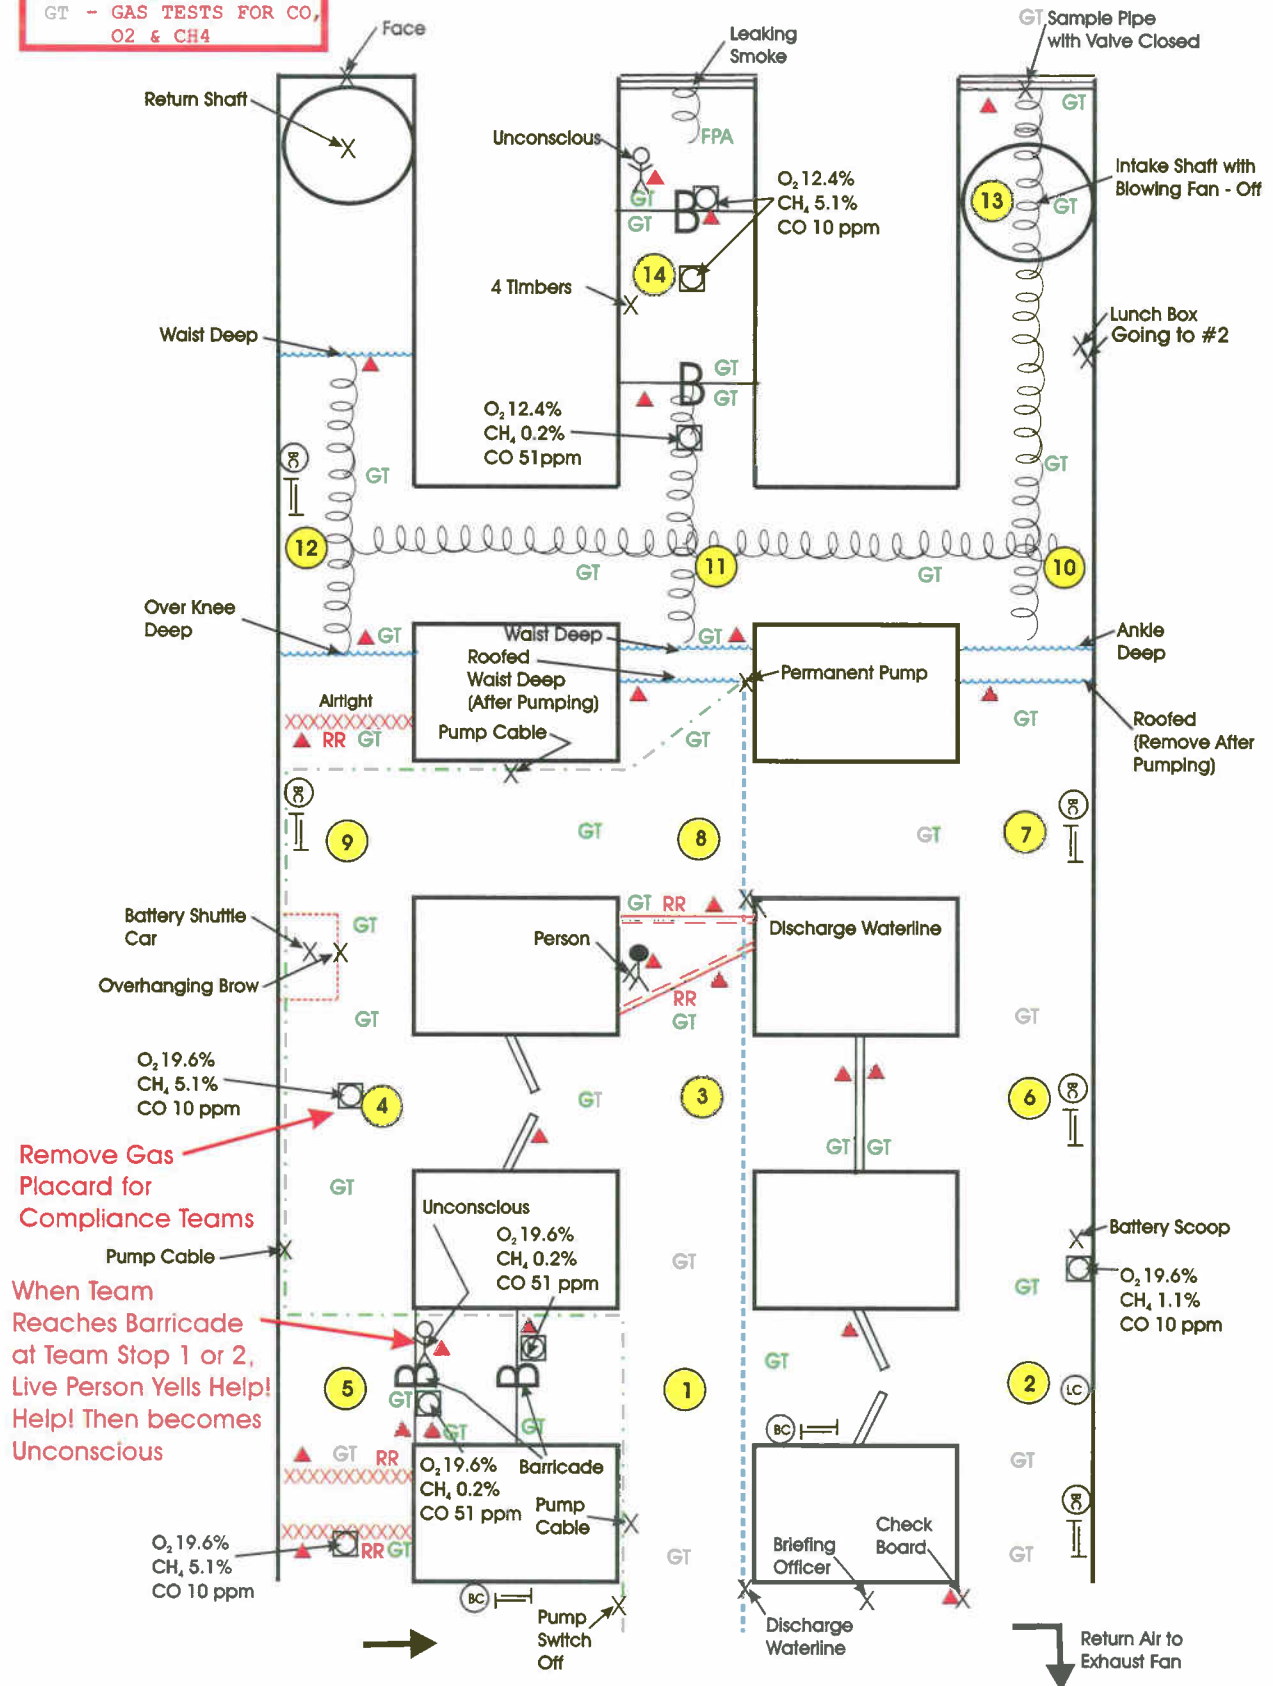 GT - GAS TESTS FOR CO,
O2 & CH4
Face
Leaking
Smoke
GT
Sample Pipe
with Valve Closed
Return Shaft
GT
Unconscious
FPA
Intake Shaft with
Blowing Fan - Off
O₂ 12.4%
CH₄ 5.1%
CO 10 ppm
GT
GT
B
13
GT
14
4 Timbers
Lunch Box
Going to #2
Waist Deep
GT
B
GT
O₂ 12.4%
CH₄ 0.2%
CO 51ppm
BC
GT
GT
12
11
10
GT
GT
Over Knee
Deep
GT
Waist Deep
GT
Ankle
Deep
Roofed
Waist Deep
(After Pumping)
Permanent Pump
Airtight
RR GT
Pump Cable
GT
GT
Roofed
(Remove After
Pumping)
BC
BC
9
GT
8
GT
7
Battery Shuttle
Car
GT
GT RR
Discharge Waterline
Person
Overhanging Brow
GT
RR
GT
GT
O₂ 19.6%
CH₄ 5.1%
CO 10 ppm
4
GT
3
6
BC
Remove Gas
Placard for
Compliance Teams
GT
GT GT
Unconscious
O₂ 19.6%
CH₄ 0.2%
CO 51 ppm
Pump Cable
GT
Battery Scoop
GT
O₂ 19.6%
CH₄ 1.1%
CO 10 ppm
When Team
Reaches Barricade
at Team Stop 1 or 2,
Live Person Yells Help!
Help! Then becomes
Unconscious
GT
5
B
B
1
2
LC
GT
GT
GT
BC
GT RR
GT
O₂ 19.6%
CH₄ 0.2%
CO 51 ppm
Barricade
BC
Pump
Cable
O₂ 19.6%
CH₄ 5.1%
CO 10 ppm
RR GT
GT
Briefing
Officer
Check
Board
GT
BC
Pump
Switch
Off
Discharge
Waterline
Return Air to
Exhaust Fan